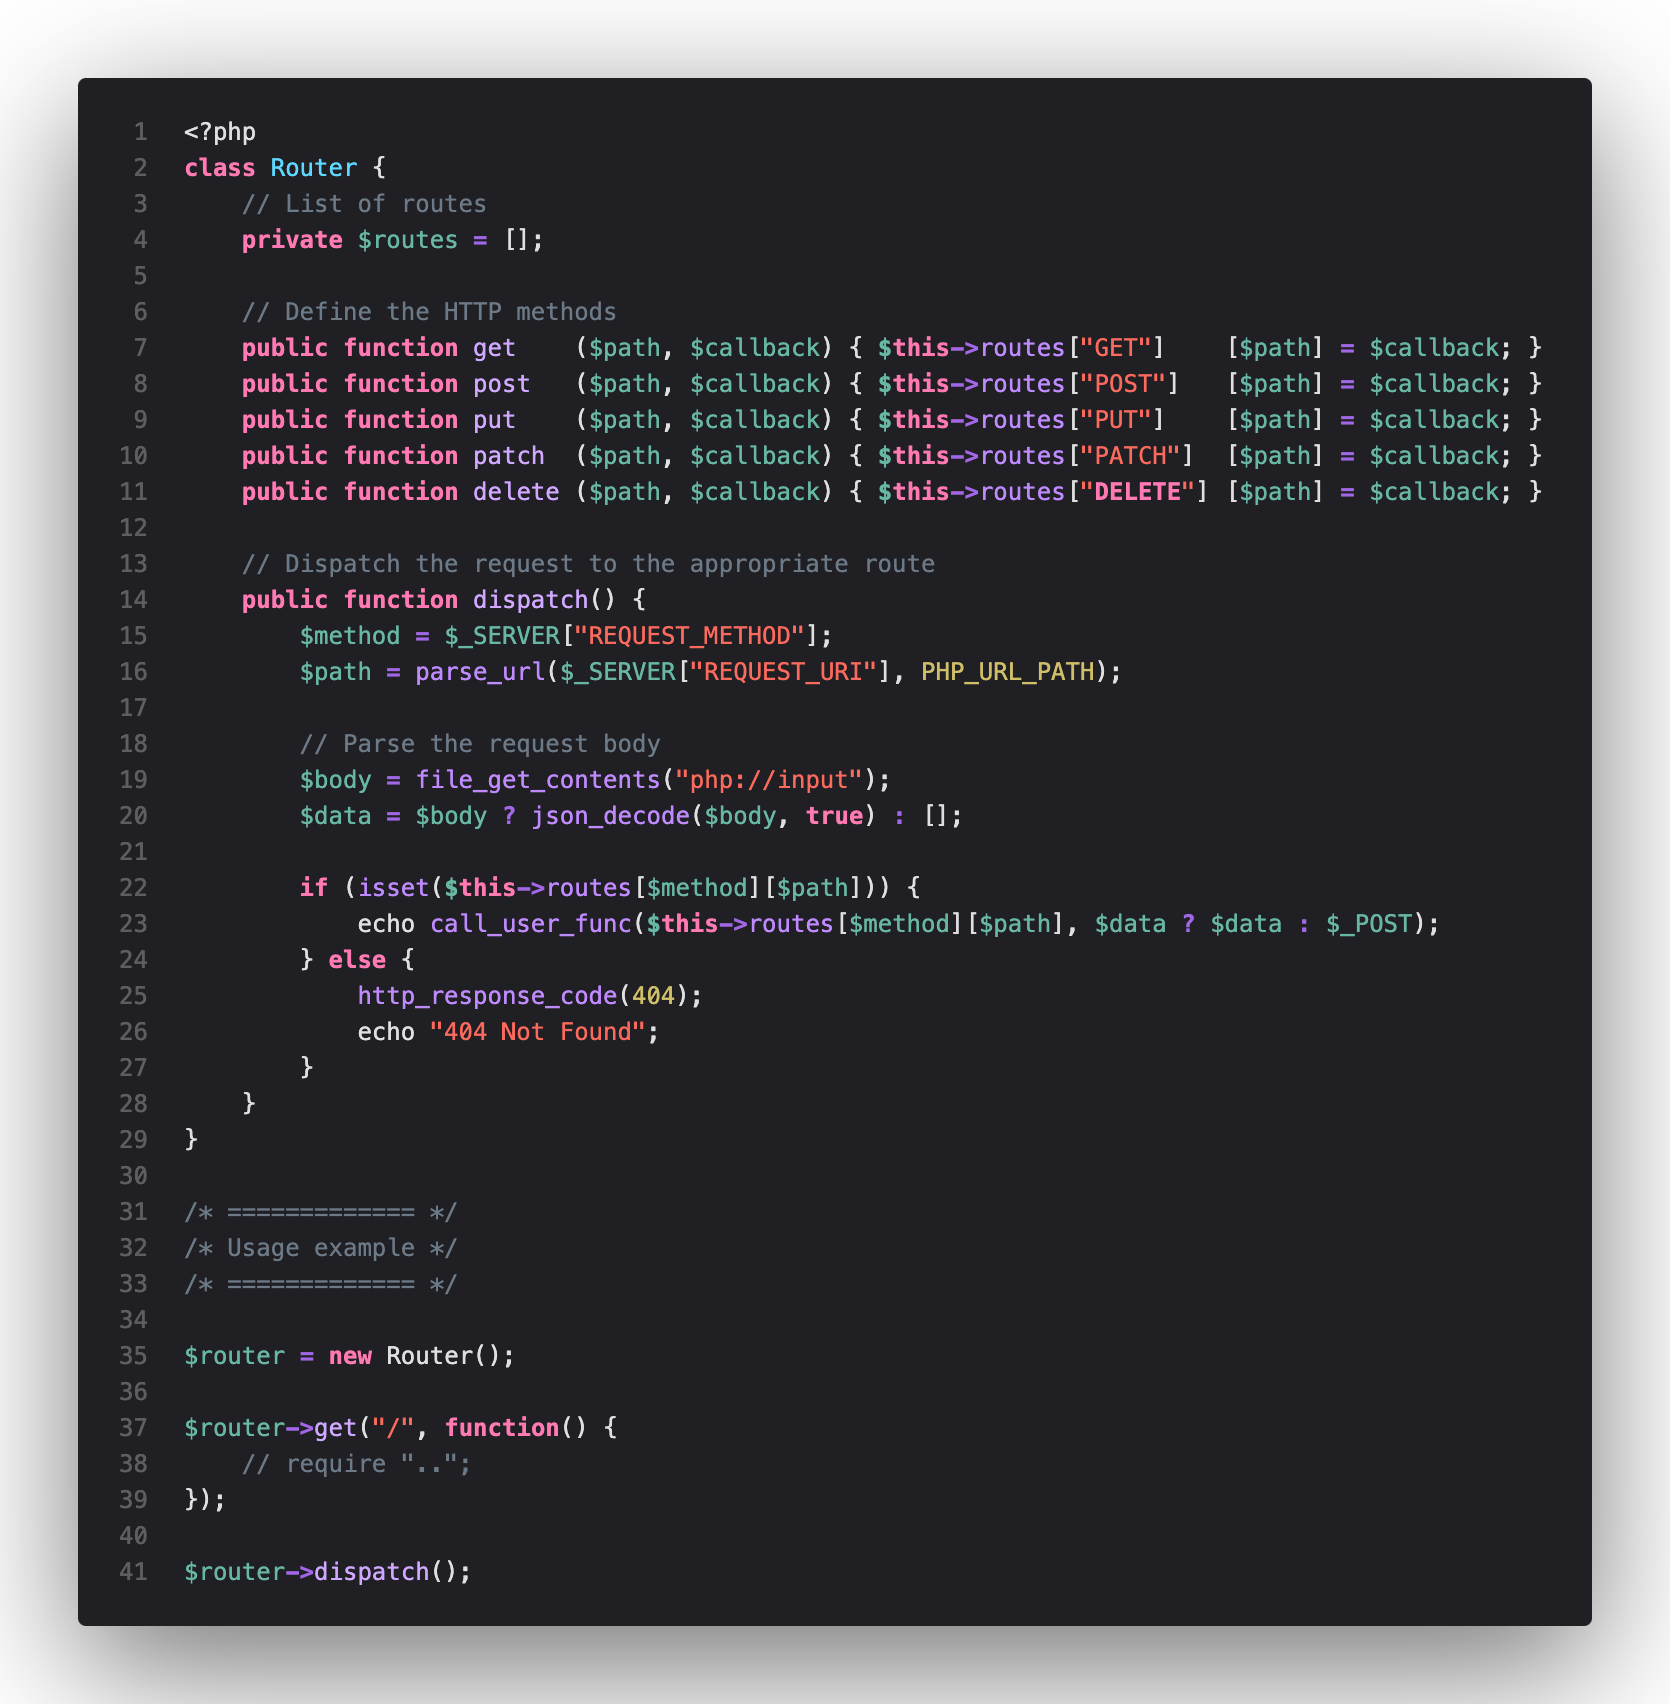 1 <?php
2 class Router {
3     // List of routes
4     private $routes = [];
5
6     // Define the HTTP methods
7     public function get    ($path, $callback) { $this->routes["GET"]    [$path] = $callback; }
8     public function post   ($path, $callback) { $this->routes["POST"]   [$path] = $callback; }
9     public function put    ($path, $callback) { $this->routes["PUT"]    [$path] = $callback; }
10     public function patch  ($path, $callback) { $this->routes["PATCH"]  [$path] = $callback; }
11     public function delete ($path, $callback) { $this->routes["DELETE"] [$path] = $callback; }
12
13     // Dispatch the request to the appropriate route
14     public function dispatch() {
15         $method = $_SERVER["REQUEST_METHOD"];
16         $path = parse_url($_SERVER["REQUEST_URI"], PHP_URL_PATH);
17
18         // Parse the request body
19         $body = file_get_contents("php://input");
20         $data = $body ? json_decode($body, true) : [];
21
22         if (isset($this->routes[$method][$path])) {
23             echo call_user_func($this->routes[$method][$path], $data ? $data : $_POST);
24         } else {
25             http_response_code(404);
26             echo "404 Not Found";
27         }
28     }
29 }
30
31 /* ============= */
32 /* Usage example */
33 /* ============= */
34
35 $router = new Router();
36
37 $router->get("/", function() {
38     // require "..";
39 });
40
41 $router->dispatch();